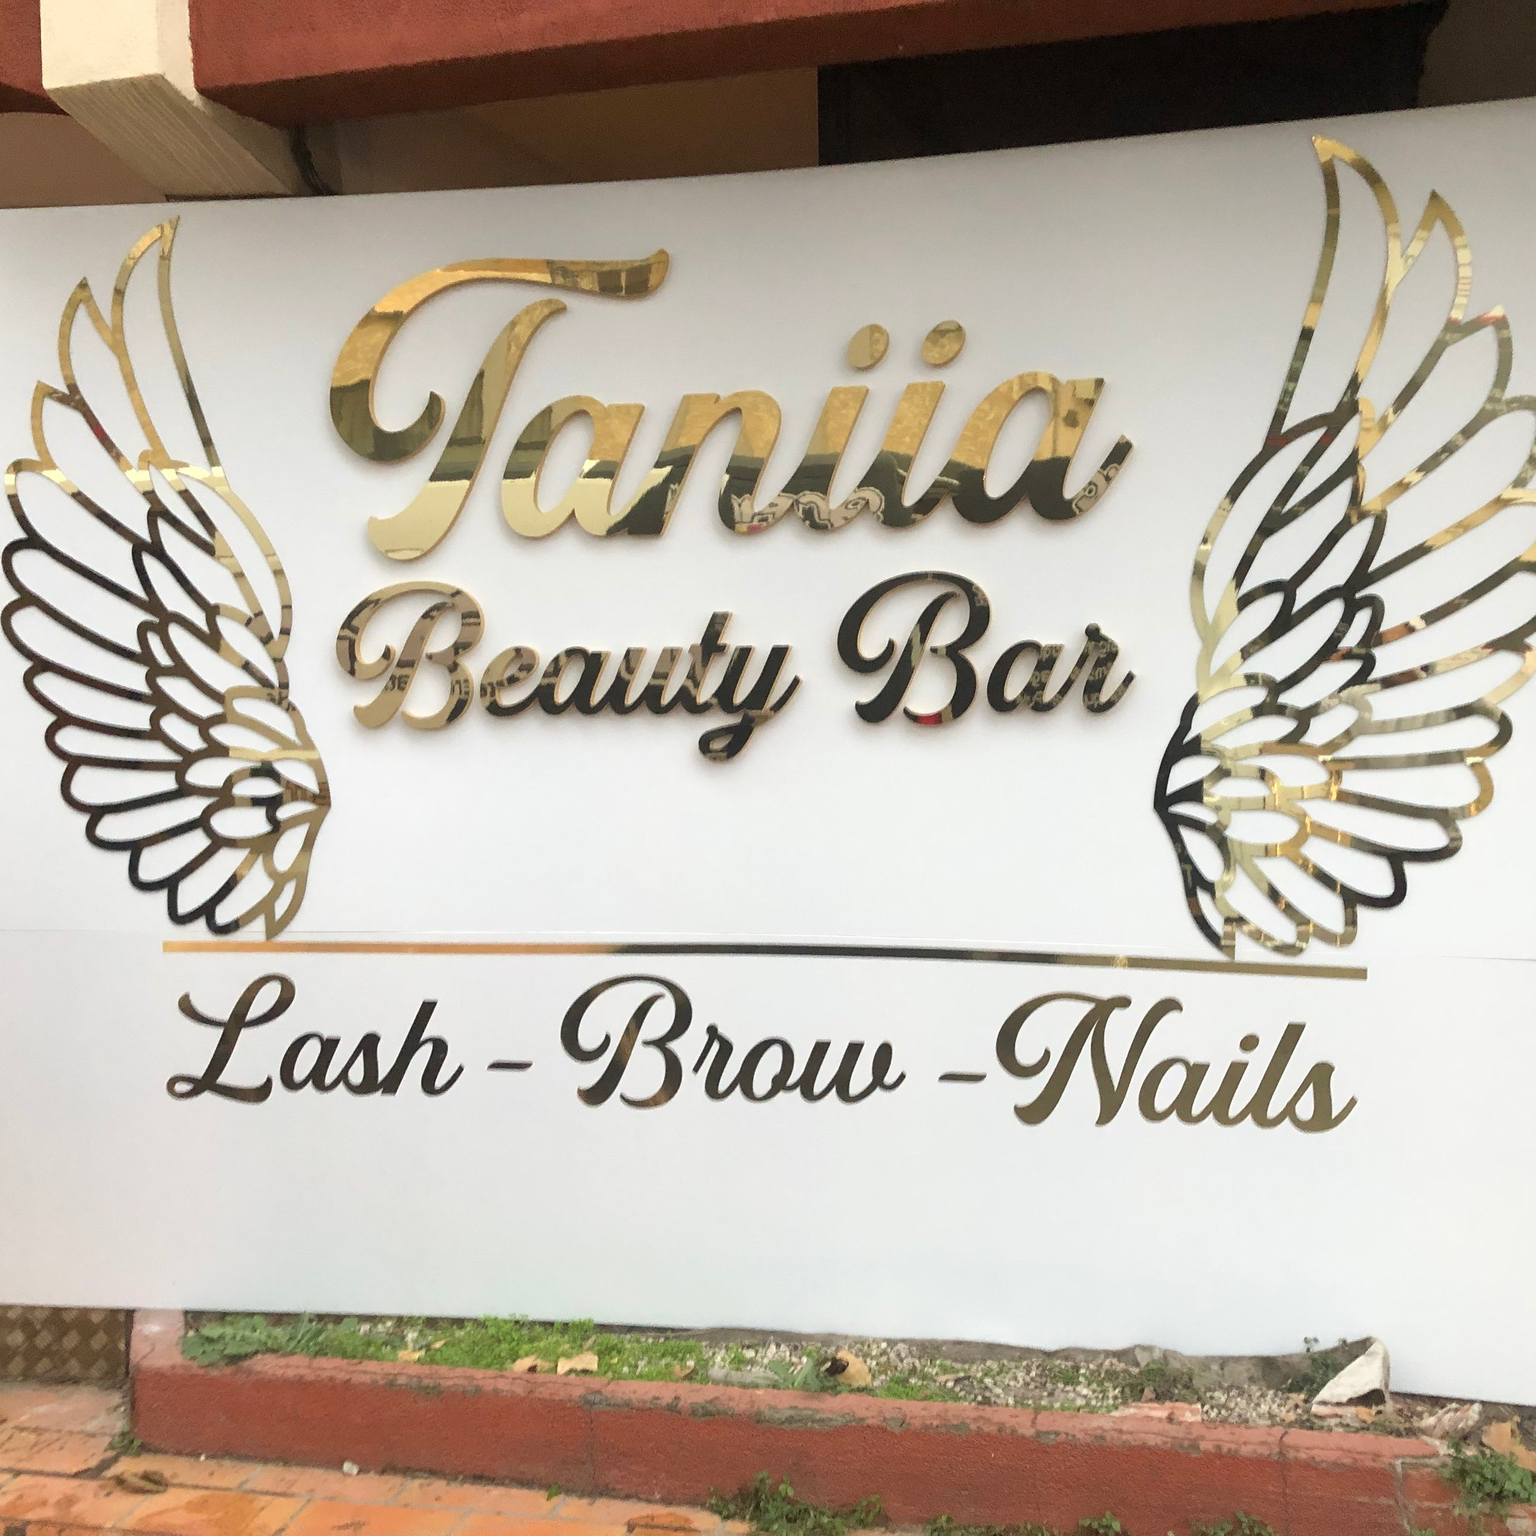 Taniia
Beauty Bar
Lash - Brow - Nails